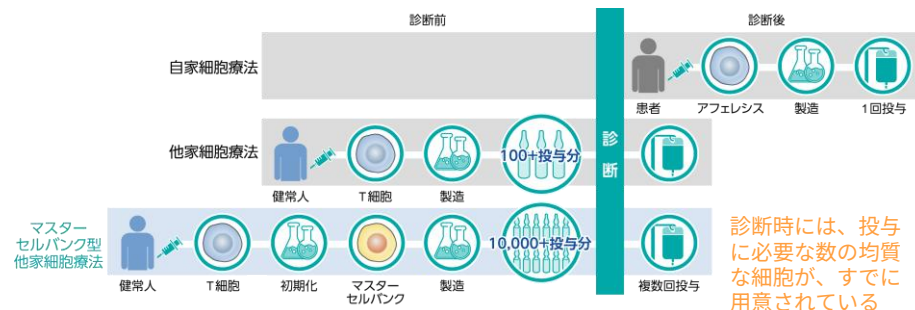 診断前
診断後
自家細胞療法
患者
アフェレシス
製造
1回投与
診断
他家細胞療法
100+投与分
健常人
T細胞
製造
マスター
セルバンク型
他家細胞療法
10,000+投与分
健常人
T細胞
初期化
マスター
セルバンク
製造
複数回投与
診断時には、投与
に必要な数の均質
な細胞が、すでに
用意されている